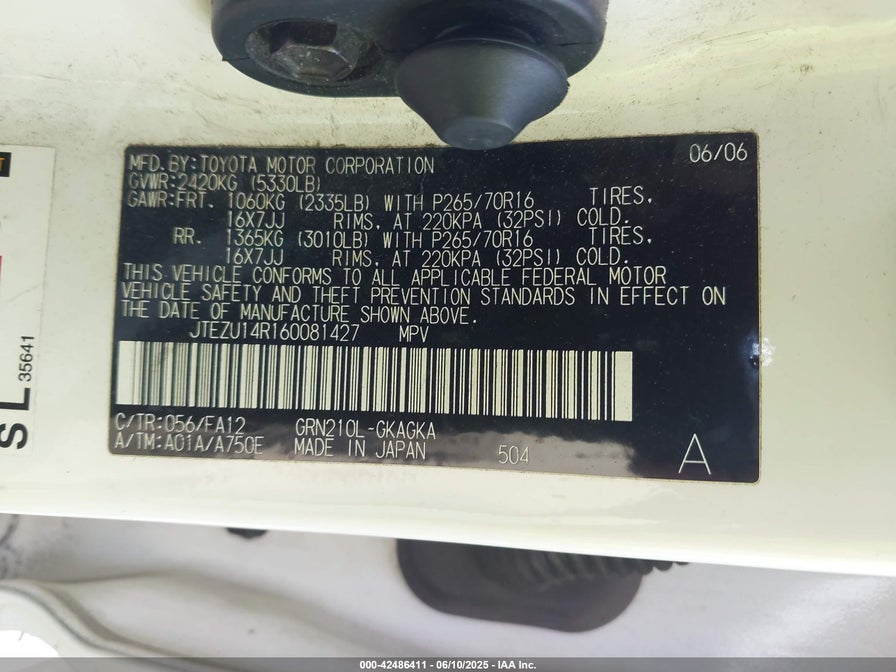 MFD. BY: TOYOTA MOTOR CORPORATION 06/06
GVWR: 2420KG (5330LB)
GAWR: FRT. 1060KG (2335LB) WITH P265/70R16 TIRES,
16X7JJ RIMS, AT 220KPA (32PSI) COLD.
RR. 1365KG (3010LB) WITH P265/70R16 TIRES,
16X7JJ RIMS, AT 220KPA (32PSI) COLD.
THIS VEHICLE CONFORMS TO ALL APPLICABLE FEDERAL MOTOR
VEHICLE SAFETY AND THEFT PREVENTION STANDARDS IN EFFECT ON
THE DATE OF MANUFACTURE SHOWN ABOVE.
JTEZU14R160081427 MPV
C/TR: 056/FA12 GRN210L-GKAGKA
A/TM: A01A/A750E MADE IN JAPAN 504 A
SL
35641
000-42486411 - 06/10/2025 - IAA Inc.